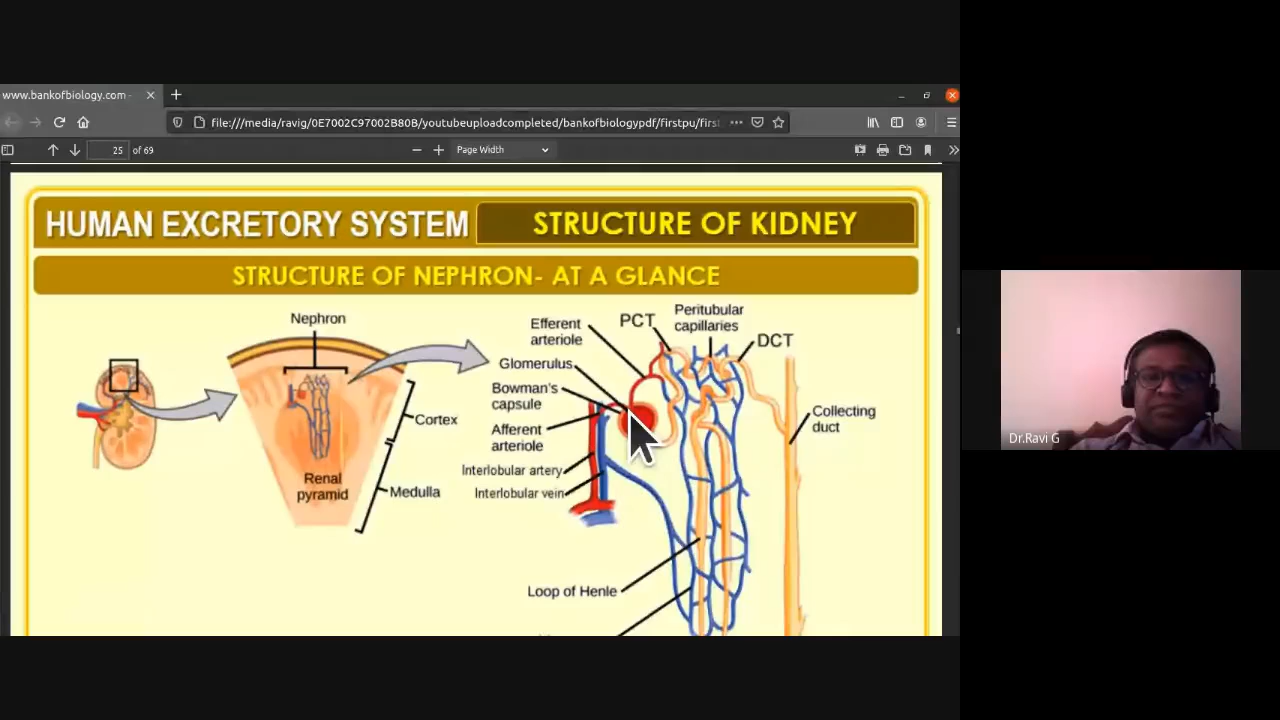 www.bankofbiology.com -
file:///media/ravig/0E7002C97002B80B/youtubeuploadcompleted/bankofbiologypdf/firstpu/first
25 of 69
Page Width
HUMAN EXCRETORY SYSTEM
STRUCTURE OF KIDNEY
STRUCTURE OF NEPHRON- AT A GLANCE
Nephron
Cortex
Renal
pyramid
Medulla
Efferent
arteriole
PCT
Peritubular
capillaries
DCT
Glomerulus
Bowman's
capsule
Afferent
arteriole
Interlobular artery
Interlobular vein
Collecting
duct
Loop of Henle
Dr.Ravi G